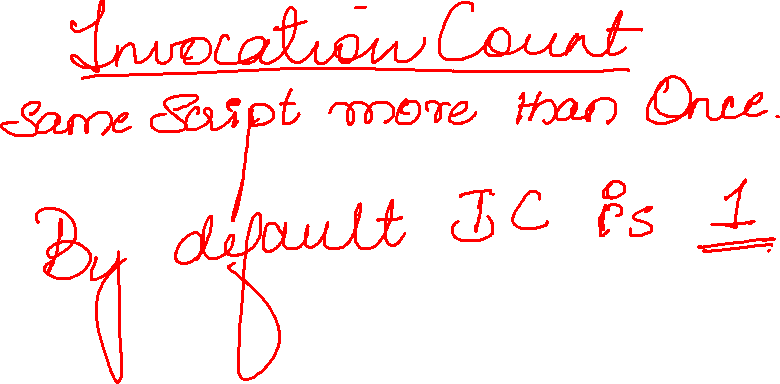 Invocation Count
Same Script more than Once.
By default IC is 1